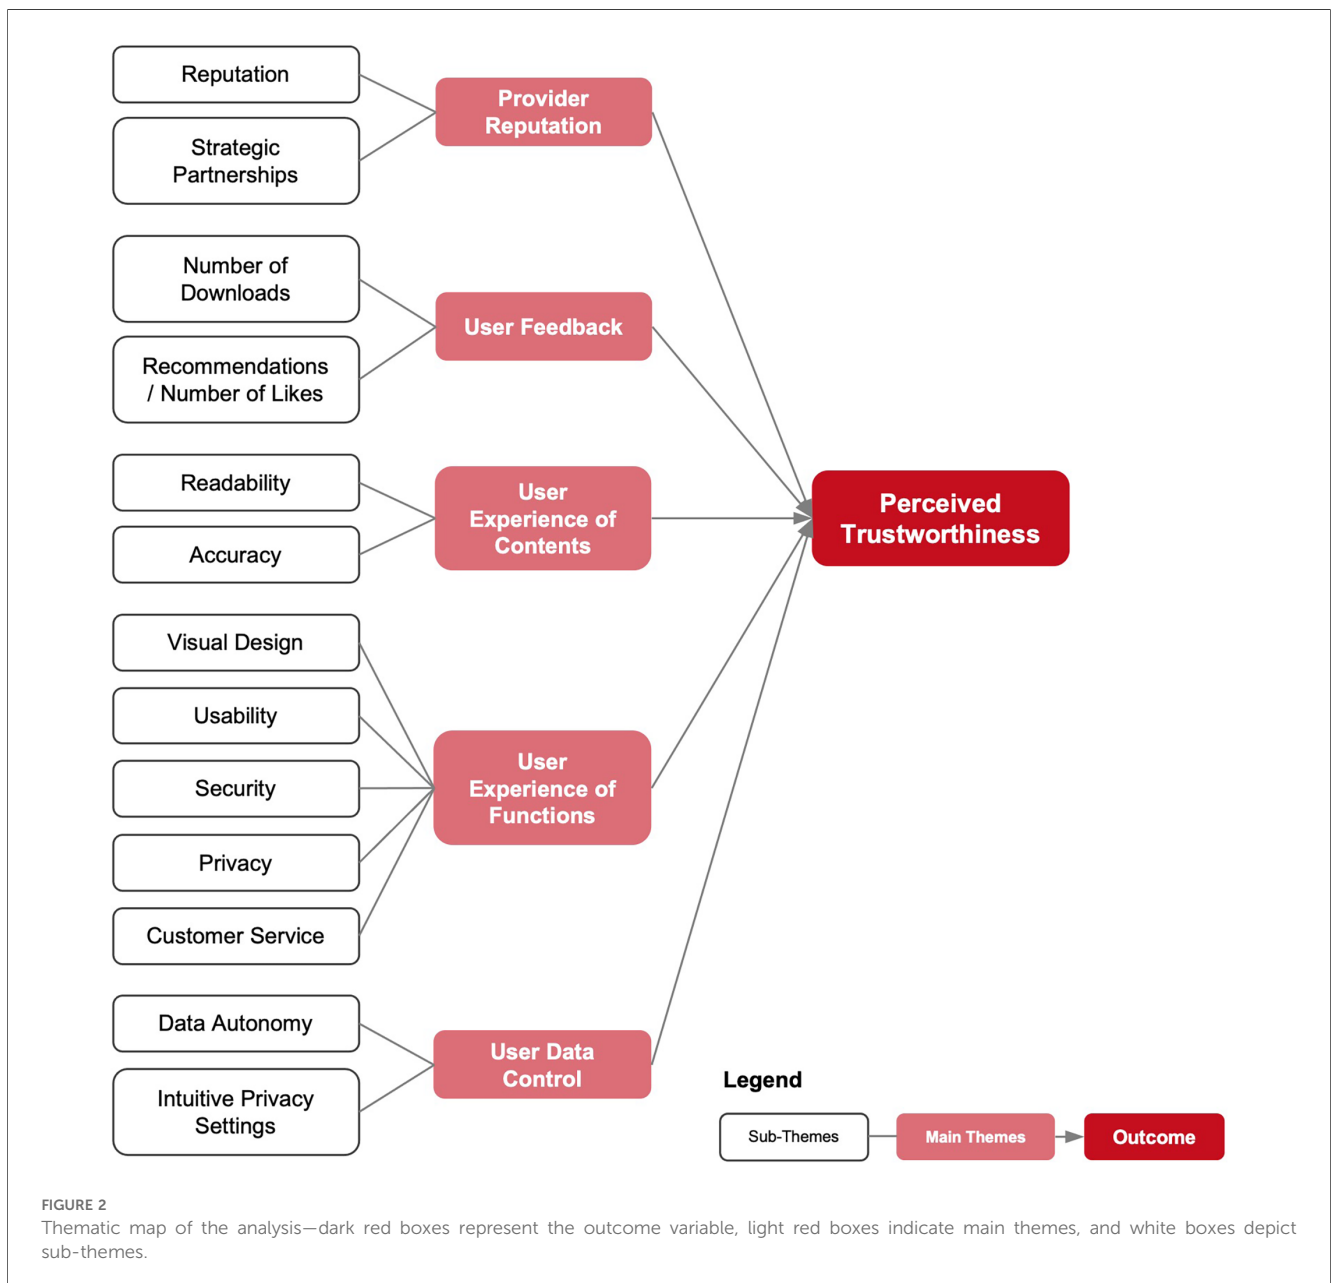 Reputation
Strategic
Partnerships
Provider
Reputation
Number of
Downloads
Recommendations
/ Number of Likes
User Feedback
Readability
Accuracy
User
Experience of
Contents
Perceived
Trustworthiness
Visual Design
Usability
Security
Privacy
Customer Service
User
Experience of
Functions
Data Autonomy
Intuitive Privacy
Settings
User Data
Control
Legend
Sub-Themes
Main Themes
Outcome
FIGURE 2
Thematic map of the analysis—dark red boxes represent the outcome variable, light red boxes indicate main themes, and white boxes depict
sub-themes.